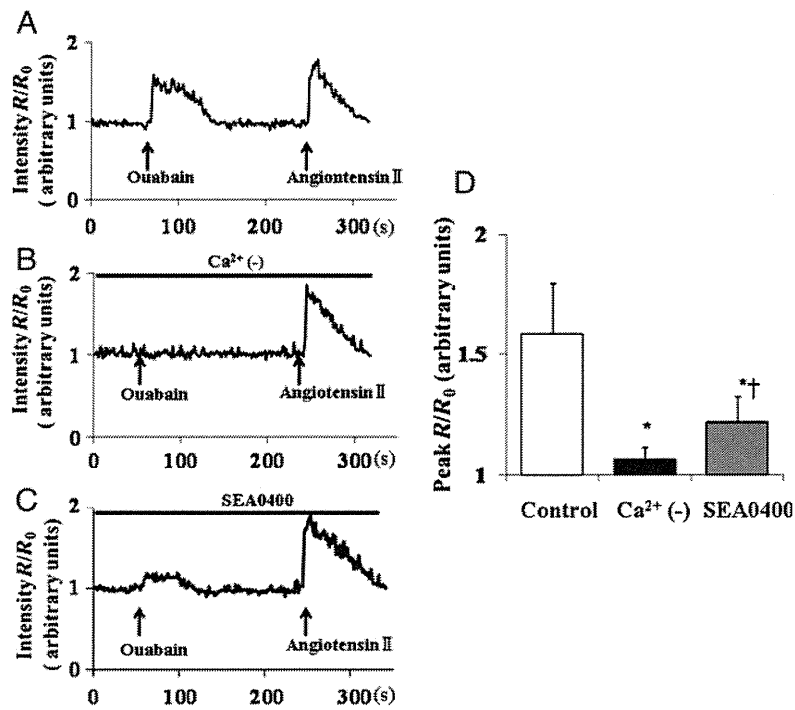 A
Intensity R/R0
( arbitrary units)
2
1
0
Ouabain
Angiontensin II
0 100 200 300 (s)
B
Ca2+ (-)
Intensity R/R0
( arbitrary units)
2
1
0
Ouabain
Angiotensin II
0 100 200 300 (s)
C
SEA0400
Intensity R/R0
( arbitrary units)
2
1
0
Ouabain
Angiotensin II
0 100 200 300 (s)
D
Peak R/R0 (arbitrary units)
2
1.5
1
*
*†
Control Ca2+ (-) SEA0400